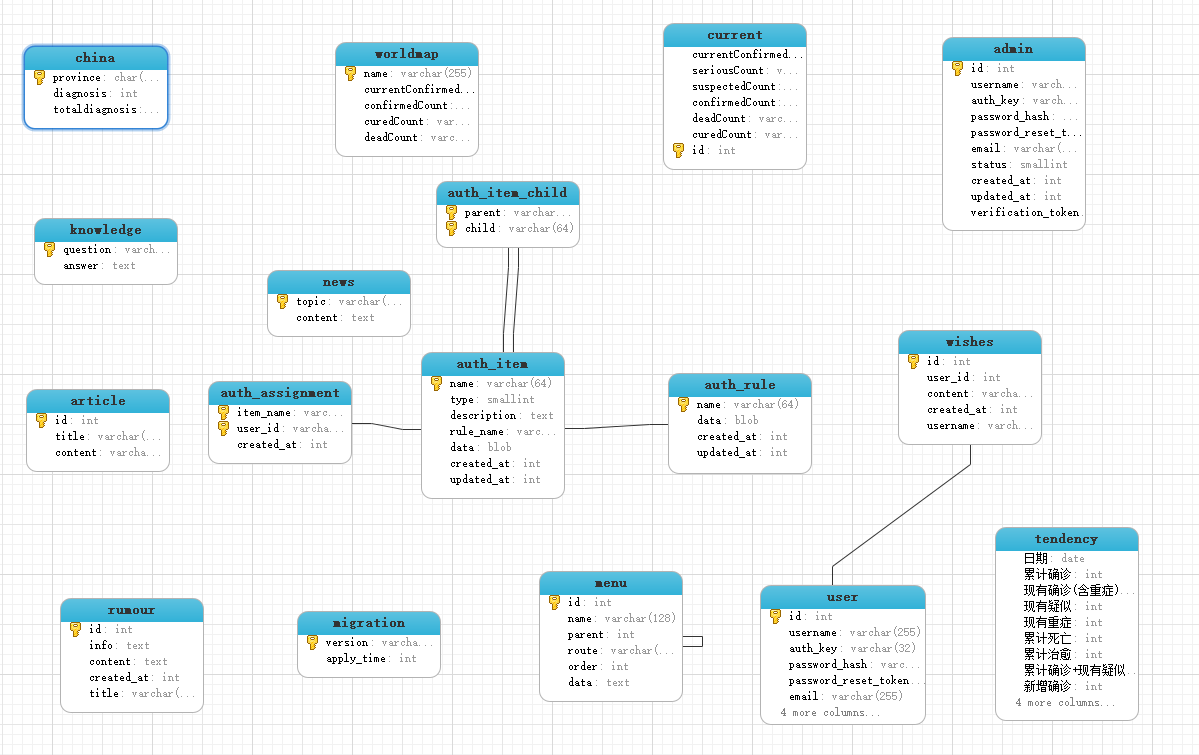 china
province: char(...
diagnosis: int
totaldiagnosis:...
worldmap
name: varchar(255)
currentConfirmed...
confirmedCount:...
curedCount: var...
deadCount: varc...
current
currentConfirmed...
seriousCount: v...
suspectedCount:...
confirmedCount:...
deadCount: varc...
curedCount: var...
id: int
admin
id: int
username: varch...
auth_key: varch...
password_hash: ...
password_reset_t...
email: varchar(...
status: smallint
created_at: int
updated_at: int
verification_token
auth_item_child
parent: varchar...
child: varchar(64)
knowledge
question: varch...
answer: text
news
topic: varchar(...
content: text
article
id: int
title: varchar(...
content: varcha...
auth_assignment
item_name: varc...
user_id: varcha...
created_at: int
auth_item
name: varchar(64)
type: smallint
description: text
rule_name: varc...
data: blob
created_at: int
updated_at: int
auth_rule
name: varchar(64)
data: blob
created_at: int
updated_at: int
wishes
id: int
user_id: int
content: varcha...
created_at: int
username: varch...
rumour
id: int
info: text
content: text
created_at: int
title: varchar(...
migration
version: varcha...
apply_time: int
menu
id: int
name: varchar(128)
parent: int
route: varchar(...
order: int
data: text
user
id: int
username: varchar(255)
auth_key: varchar(32)
password_hash: varc...
password_reset_token...
email: varchar(255)
4 more columns...
tendency
日期: date
累计确诊: int
现有确诊(含重症)...
现有疑似: int
现有重症: int
累计死亡: int
累计治愈: int
累计确诊+现有疑似
新增确诊: int
4 more columns...